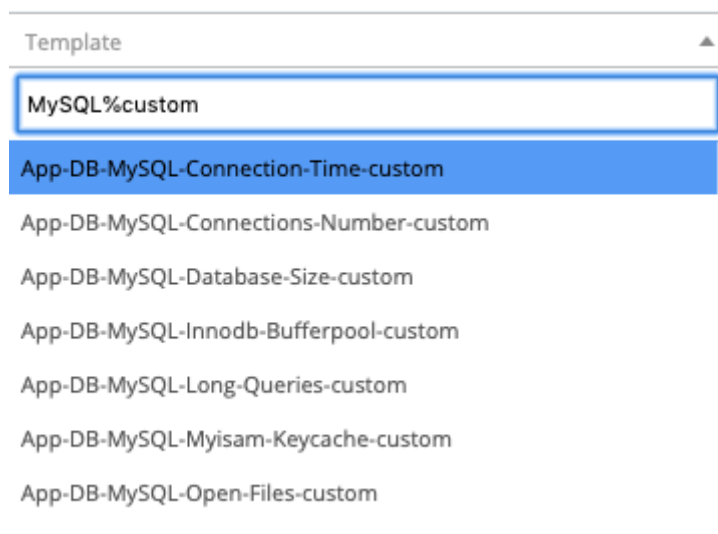 Template
MySQL%custom
App-DB-MySQL-Connection-Time-custom
App-DB-MySQL-Connections-Number-custom
App-DB-MySQL-Database-Size-custom
App-DB-MySQL-Innodb-Bufferpool-custom
App-DB-MySQL-Long-Queries-custom
App-DB-MySQL-Myisam-Keycache-custom
App-DB-MySQL-Open-Files-custom